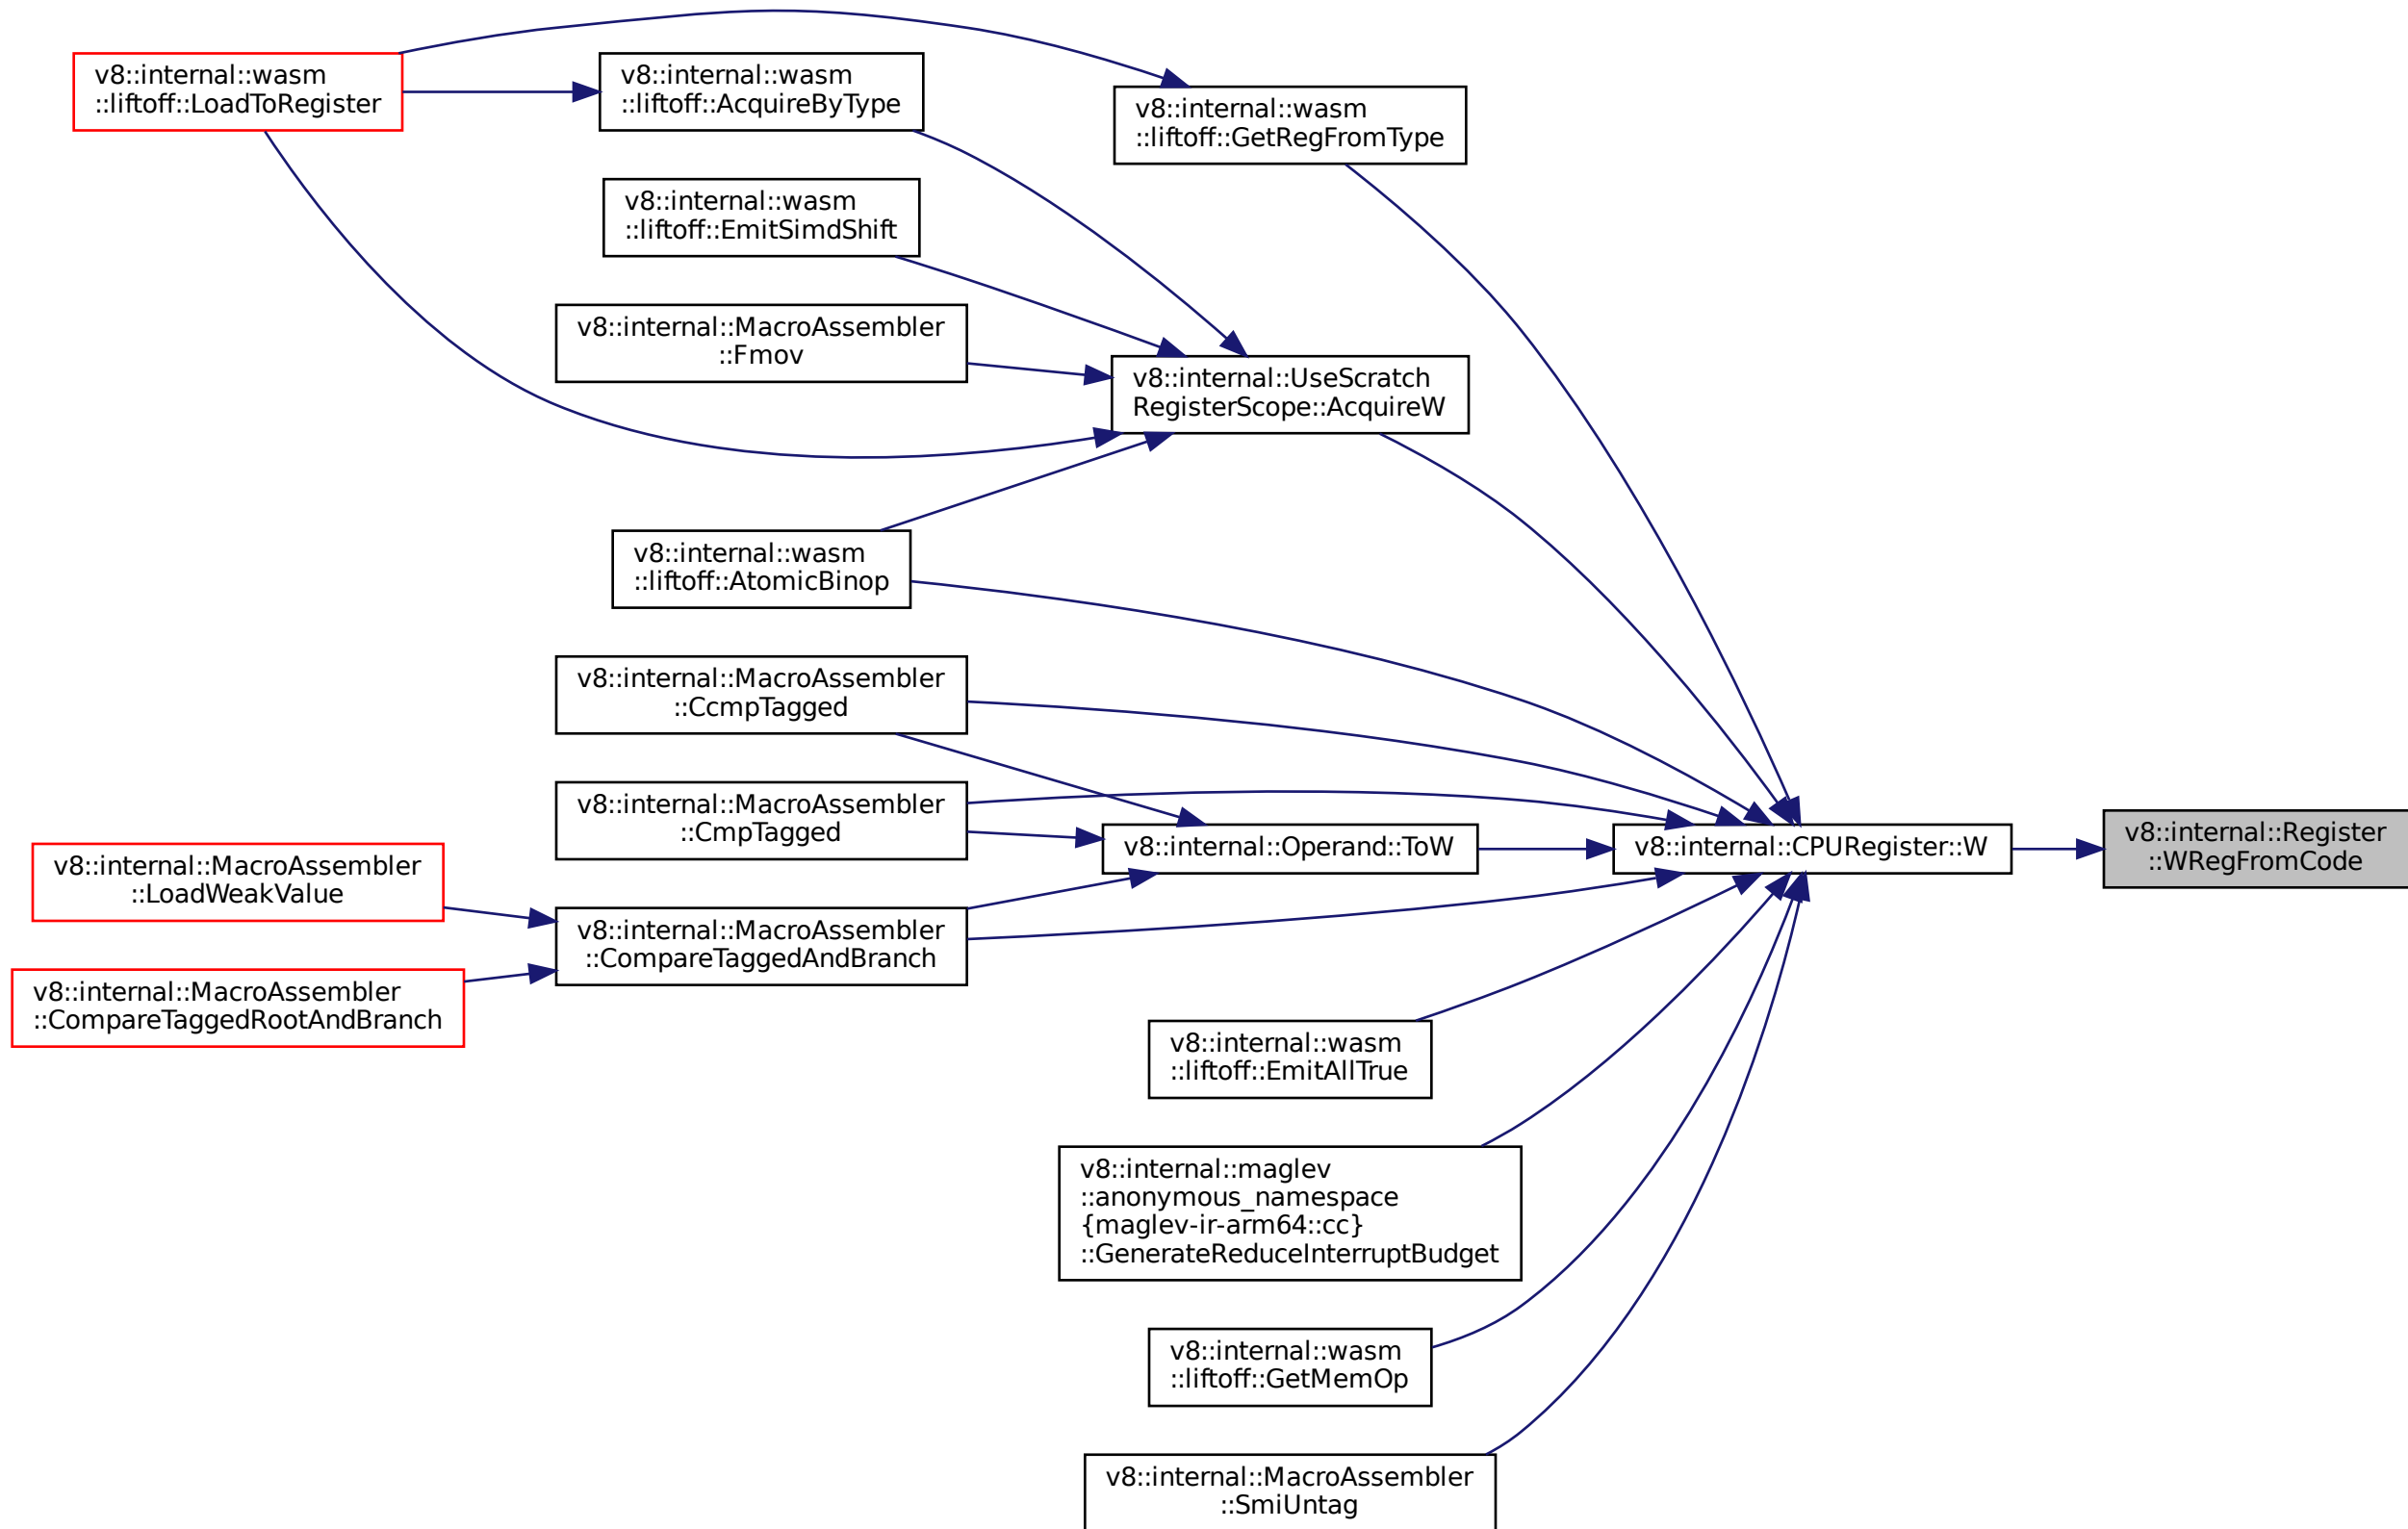 v8::internal::wasm
::liftoff::LoadToRegister
v8::internal::wasm
::liftoff::AcquireByType
v8::internal::wasm
::liftoff::GetRegFromType
v8::internal::wasm
::liftoff::EmitSimdShift
v8::internal::MacroAssembler
::Fmov
v8::internal::UseScratch
RegisterScope::AcquireW
v8::internal::wasm
::liftoff::AtomicBinop
v8::internal::MacroAssembler
::CcmpTagged
v8::internal::MacroAssembler
::CmpTagged
v8::internal::Operand::ToW
v8::internal::CPURegister::W
v8::internal::Register
::WRegFromCode
v8::internal::MacroAssembler
::LoadWeakValue
v8::internal::MacroAssembler
::CompareTaggedAndBranch
v8::internal::MacroAssembler
::CompareTaggedRootAndBranch
v8::internal::wasm
::liftoff::EmitAllTrue
v8::internal::maglev
::anonymous_namespace
{maglev-ir-arm64::cc}
::GenerateReduceInterruptBudget
v8::internal::wasm
::liftoff::GetMemOp
v8::internal::MacroAssembler
::SmiUntag